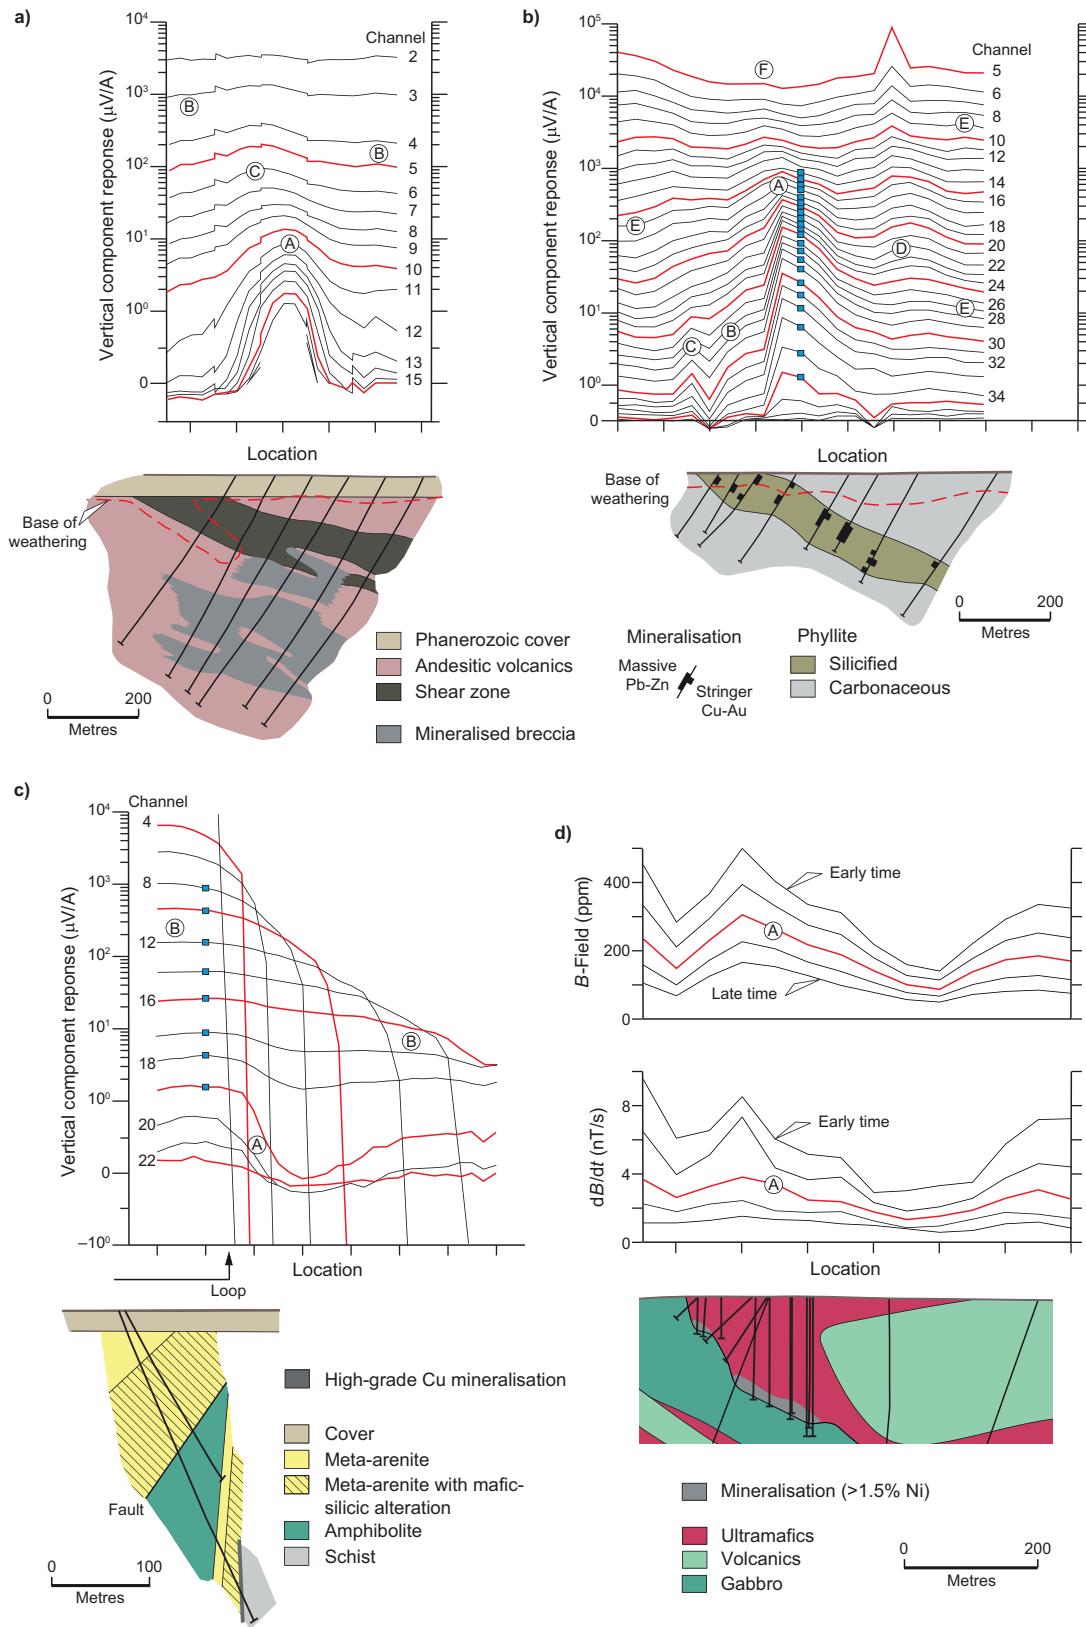 a)
Vertical component reponse (μV/A)
10⁴
10³
10²
10¹
10⁰
0
Channel
2
3
4
5
6
7
8
9
10
11
12
13
15
B
B
C
A
Location
Base of
weathering
0 200
Metres
Phanerozoic cover
Andesitic volcanics
Shear zone
Mineralised breccia
b)
Vertical component reponse (μV/A)
10⁵
10⁴
10³
10²
10¹
10⁰
0
Channel
5
6
8
10
12
14
16
18
20
22
24
26
28
30
32
34
F
E
A
E
D
E
B
C
Location
Base of
weathering
0 200
Metres
Mineralisation
Massive
Pb-Zn
Stringer
Cu-Au
Phyllite
Silicified
Carbonaceous
c)
Vertical component reponse (μV/A)
10⁴
10³
10²
10¹
10⁰
0
–10⁰
Channel
4
8
12
16
18
20
22
B
B
A
Location
Loop
Fault
0 100
Metres
High-grade Cu mineralisation
Cover
Meta-arenite
Meta-arenite with mafic-
silicic alteration
Amphibolite
Schist
d)
B-Field (ppm)
400
200
0
Early time
A
Late time
dB/dt (nT/s)
8
4
4
0
Early time
A
Location
Mineralisation (>1.5% Ni)
Ultramafics
Volcanics
Gabbro
0 200
Metres